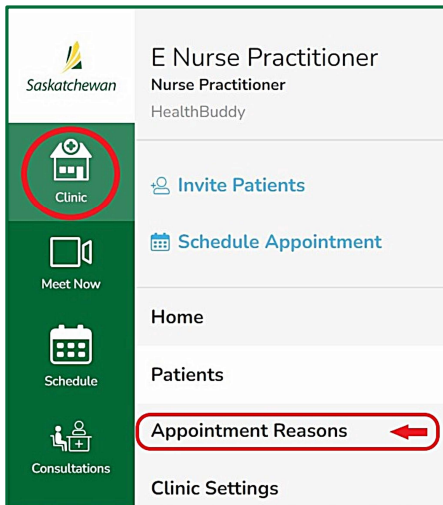 Saskatchewan
Clinic
Meet Now
Schedule
Consultations
E Nurse Practitioner
Nurse Practitioner
HealthBuddy
Invite Patients
Schedule Appointment
Home
Patients
Appointment Reasons
Clinic Settings